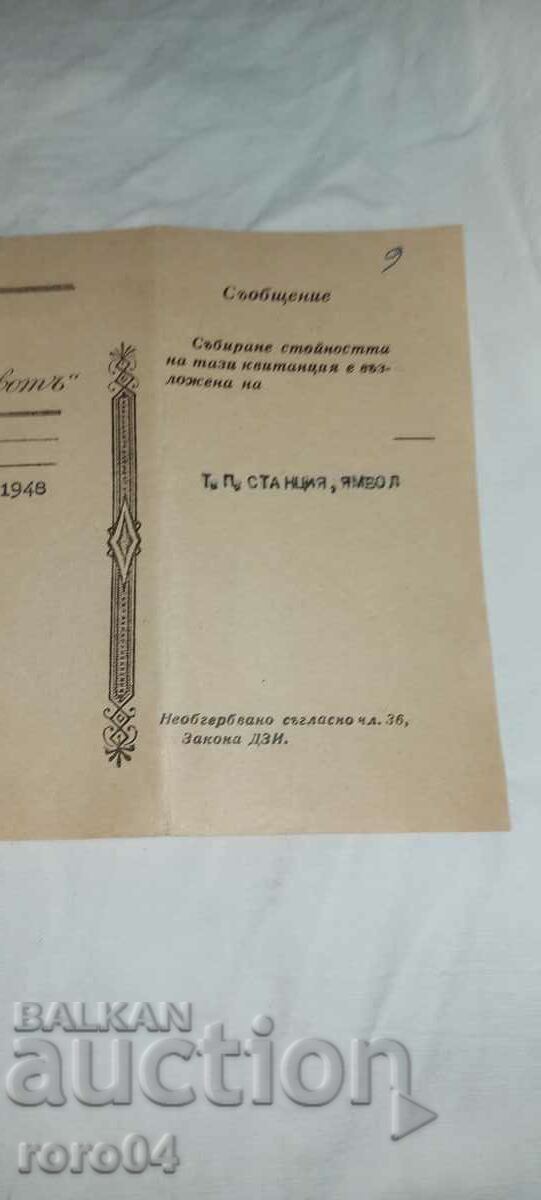 9
Съобщение
Събиране стойността
на тази квитанция е въз-
ложена на
вотъ"
1948
Т. П. СТАНЦИЯ, ЯМБОЛ
Необгербвано съгласно чл. 36,
Закона ДЗИ.
BALKAN
auction
roro04